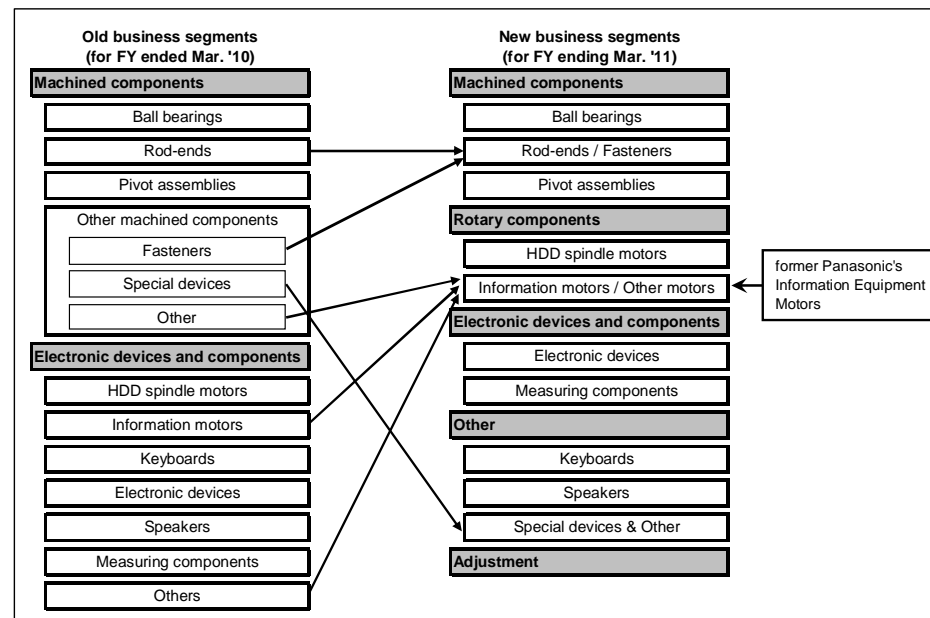 Old business segments
(for FY ended Mar. '10)
Machined components
Ball bearings
Rod-ends
Pivot assemblies
Other machined components
Fasteners
Special devices
Other
Electronic devices and components
HDD spindle motors
Information motors
Keyboards
Electronic devices
Speakers
Measuring components
Others
New business segments
(for FY ending Mar. '11)
Machined components
Ball bearings
Rod-ends / Fasteners
Pivot assemblies
Rotary components
HDD spindle motors
Information motors / Other motors
Electronic devices and components
Electronic devices
Measuring components
Other
Keyboards
Speakers
Special devices & Other
Adjustment
former Panasonic's
Information Equipment
Motors